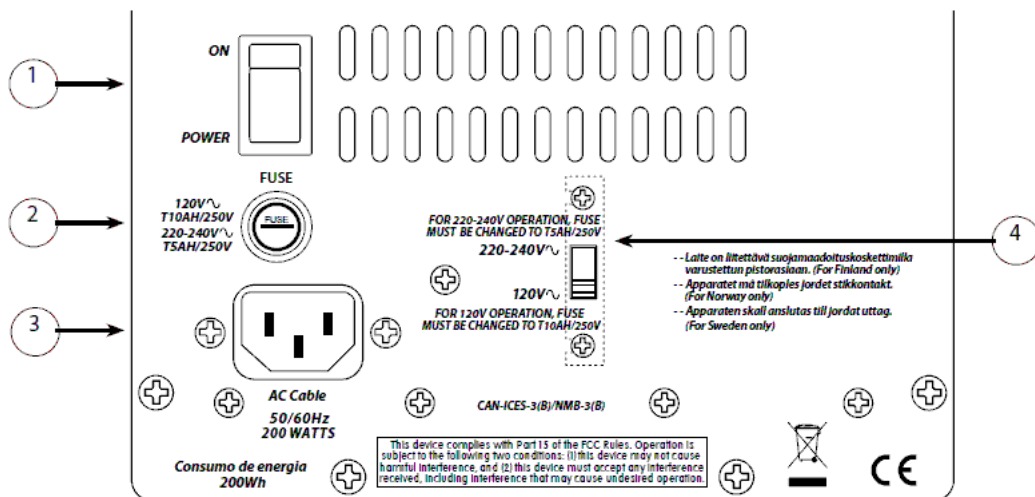 1
ON
POWER
FUSE
2
120V∿
T10AH/250V
220-240V∿
T5AH/250V
FUSE
FOR 220-240V OPERATION, FUSE
MUST BE CHANGED TO T5AH/250V
220-240V∿
120V∿
FOR 120V OPERATION, FUSE
MUST BE CHANGED TO T10AH/250V
4
- - Laite on liitettävä suojamaadoituskoskettimilla
varustettun pistorasiaan. (For Finland only)
- - Apparatet må tilkoples jordet stikkontakt.
(For Norway only)
- - Apparaten skall anslutas till jordat uttag.
(For Sweden only)
3
AC Cable
50/60Hz
200 WATTS
CAN-ICES-3(B)/NMB-3(B)
Consumo de energia
200Wh
This device complies with Part 15 of the FCC Rules. Operation is
subject to the following two conditions: (1) this device may not cause
harmful interference, and (2) this device must accept any interference
received, including interference that may cause undesired operation.
CE